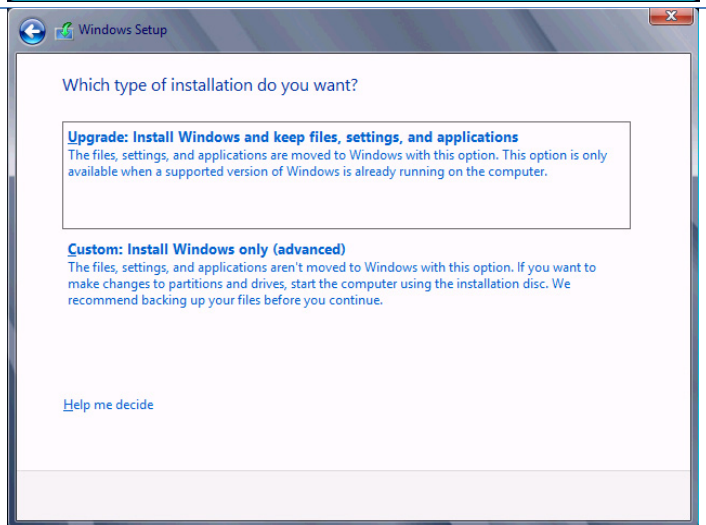 Windows Setup
Which type of installation do you want?
Upgrade: Install Windows and keep files, settings, and applications
The files, settings, and applications are moved to Windows with this option. This option is only
available when a supported version of Windows is already running on the computer.
Custom: Install Windows only (advanced)
The files, settings, and applications aren't moved to Windows with this option. If you want to
make changes to partitions and drives, start the computer using the installation disc. We
recommend backing up your files before you continue.
Help me decide